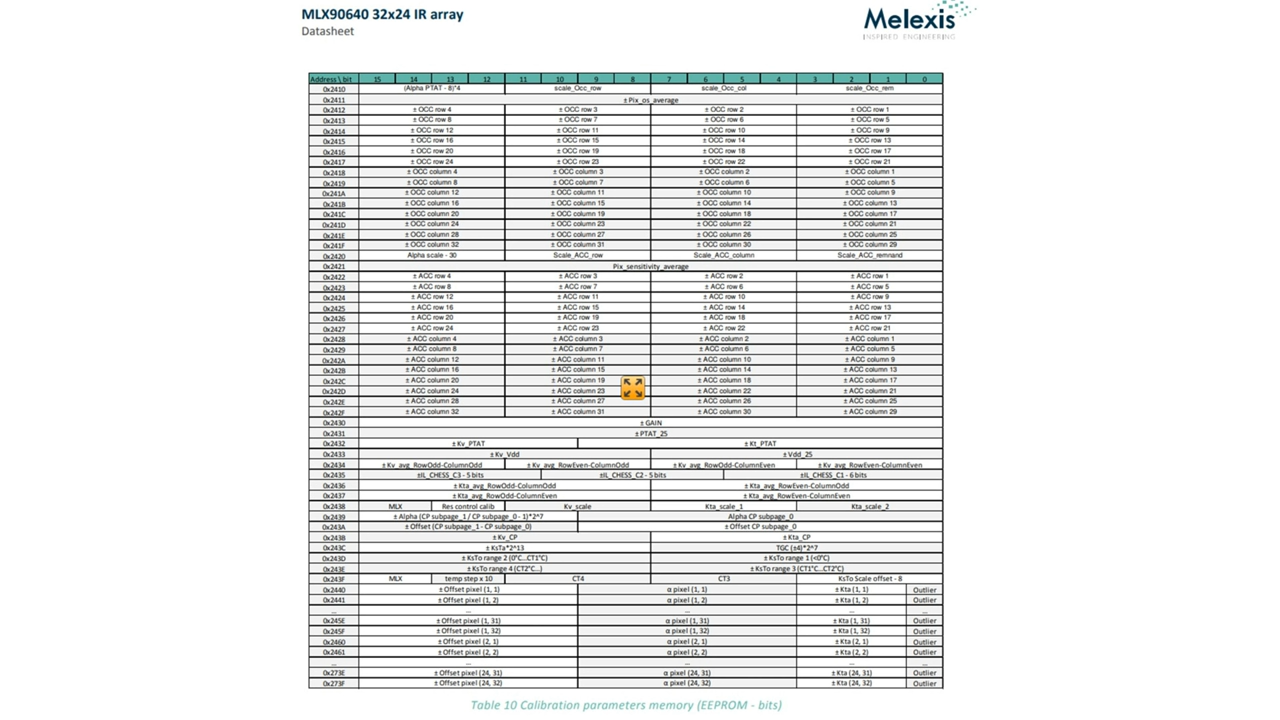 MLX90640 32x24 IR array
Datasheet
Melexis
INSPIRED ENGINEERING
Address \ bit 15 14 13 12 11 10 9 8 7 6 5 4 3 2 1 0
0x2410 (Alpha PTAT - 8)*4 scale_Occ_row scale_Occ_col scale_Occ_rem
0x2411 ± Pix_os_average
0x2412 ± OCC row 4 ± OCC row 3 ± OCC row 2 ± OCC row 1
0x2413 ± OCC row 8 ± OCC row 7 ± OCC row 6 ± OCC row 5
0x2414 ± OCC row 12 ± OCC row 11 ± OCC row 10 ± OCC row 9
0x2415 ± OCC row 16 ± OCC row 15 ± OCC row 14 ± OCC row 13
0x2416 ± OCC row 20 ± OCC row 19 ± OCC row 18 ± OCC row 17
0x2417 ± OCC row 24 ± OCC row 23 ± OCC row 22 ± OCC row 21
0x2418 ± OCC column 4 ± OCC column 3 ± OCC column 2 ± OCC column 1
0x2419 ± OCC column 8 ± OCC column 7 ± OCC column 6 ± OCC column 5
0x241A ± OCC column 12 ± OCC column 11 ± OCC column 10 ± OCC column 9
0x241B ± OCC column 16 ± OCC column 15 ± OCC column 14 ± OCC column 13
0x241C ± OCC column 20 ± OCC column 19 ± OCC column 18 ± OCC column 17
0x241D ± OCC column 24 ± OCC column 23 ± OCC column 22 ± OCC column 21
0x241E ± OCC column 28 ± OCC column 27 ± OCC column 26 ± OCC column 25
0x241F ± OCC column 32 ± OCC column 31 ± OCC column 30 ± OCC column 29
0x2420 Alpha scale - 30 Scale_ACC_row Scale_ACC_column Scale_ACC_remnand
0x2421 Pix_sensitivity_average
0x2422 ± ACC row 4 ± ACC row 3 ± ACC row 2 ± ACC row 1
0x2423 ± ACC row 8 ± ACC row 7 ± ACC row 6 ± ACC row 5
0x2424 ± ACC row 12 ± ACC row 11 ± ACC row 10 ± ACC row 9
0x2425 ± ACC row 16 ± ACC row 15 ± ACC row 14 ± ACC row 13
0x2426 ± ACC row 20 ± ACC row 19 ± ACC row 18 ± ACC row 17
0x2427 ± ACC row 24 ± ACC row 23 ± ACC row 22 ± ACC row 21
0x2428 ± ACC column 4 ± ACC column 3 ± ACC column 2 ± ACC column 1
0x2429 ± ACC column 8 ± ACC column 7 ± ACC column 6 ± ACC column 5
0x242A ± ACC column 12 ± ACC column 11 ± ACC column 10 ± ACC column 9
0x242B ± ACC column 16 ± ACC column 15 ± ACC column 14 ± ACC column 13
0x242C ± ACC column 20 ± ACC column 19 ± ACC column 18 ± ACC column 17
0x242D ± ACC column 24 ± ACC column 23 ± ACC column 22 ± ACC column 21
0x242E ± ACC column 28 ± ACC column 27 ± ACC column 26 ± ACC column 25
0x242F ± ACC column 32 ± ACC column 31 ± ACC column 30 ± ACC column 29
0x2430 ± GAIN
0x2431 ± PTAT_25
0x2432 ± Kv_PTAT ± Kt_PTAT
0x2433 ± Kv_Vdd ± Vdd_25
0x2434 ± Kv_avg_RowOdd-ColumnOdd ± Kv_avg_RowEven-ColumnOdd ± Kv_avg_RowOdd-ColumnEven ± Kv_avg_RowEven-ColumnEven
0x2435 ±IL_CHESS_C3 - 5 bits ±IL_CHESS_C2 - 5 bits ±IL_CHESS_C1 - 6 bits
0x2436 ± Kta_avg_RowOdd-ColumnOdd ± Kta_avg_RowEven-ColumnOdd
0x2437 ± Kta_avg_RowOdd-ColumnEven ± Kta_avg_RowEven-ColumnEven
0x2438 MLX Res control calib Kv_scale Kta_scale_1 Kta_scale_2
0x2439 ± Alpha (CP subpage_1 / CP subpage_0 - 1)*2^7 Alpha CP subpage_0
0x243A ± Offset (CP subpage_1 - CP subpage_0) ± Offset CP subpage_0
0x243B ± Kv_CP ± Kta_CP
0x243C ± KsTa*2^13 TGC (±4)*2^7
0x243D ± KsTo range 2 (0°C...CT1°C) ± KsTo range 1 (<0°C)
0x243E ± KsTo range 4 (CT2°C...) ± KsTo range 3 (CT1°C...CT2°C)
0x243F MLX temp step x 10 CT4 CT3 KsTo Scale offset - 8
0x2440 ± Offset pixel (1, 1) α pixel (1, 1) ± Kta (1, 1) Outlier
0x2441 ± Offset pixel (1, 2) α pixel (1, 2) ± Kta (1, 2) Outlier
... ... ... ... ...
0x245E ± Offset pixel (1, 31) α pixel (1, 31) ± Kta (1, 31) Outlier
0x245F ± Offset pixel (1, 32) α pixel (1, 32) ± Kta (1, 32) Outlier
0x2460 ± Offset pixel (2, 1) α pixel (2, 1) ± Kta (2, 1) Outlier
0x2461 ± Offset pixel (2, 2) α pixel (2, 2) ± Kta (2, 2) Outlier
... ... ... ... ...
0x273E ± Offset pixel (24, 31) α pixel (24, 31) ± Kta (24, 31) Outlier
0x273F ± Offset pixel (24, 32) α pixel (24, 32) ± Kta (24, 32) Outlier
Table 10 Calibration parameters memory (EEPROM - bits)